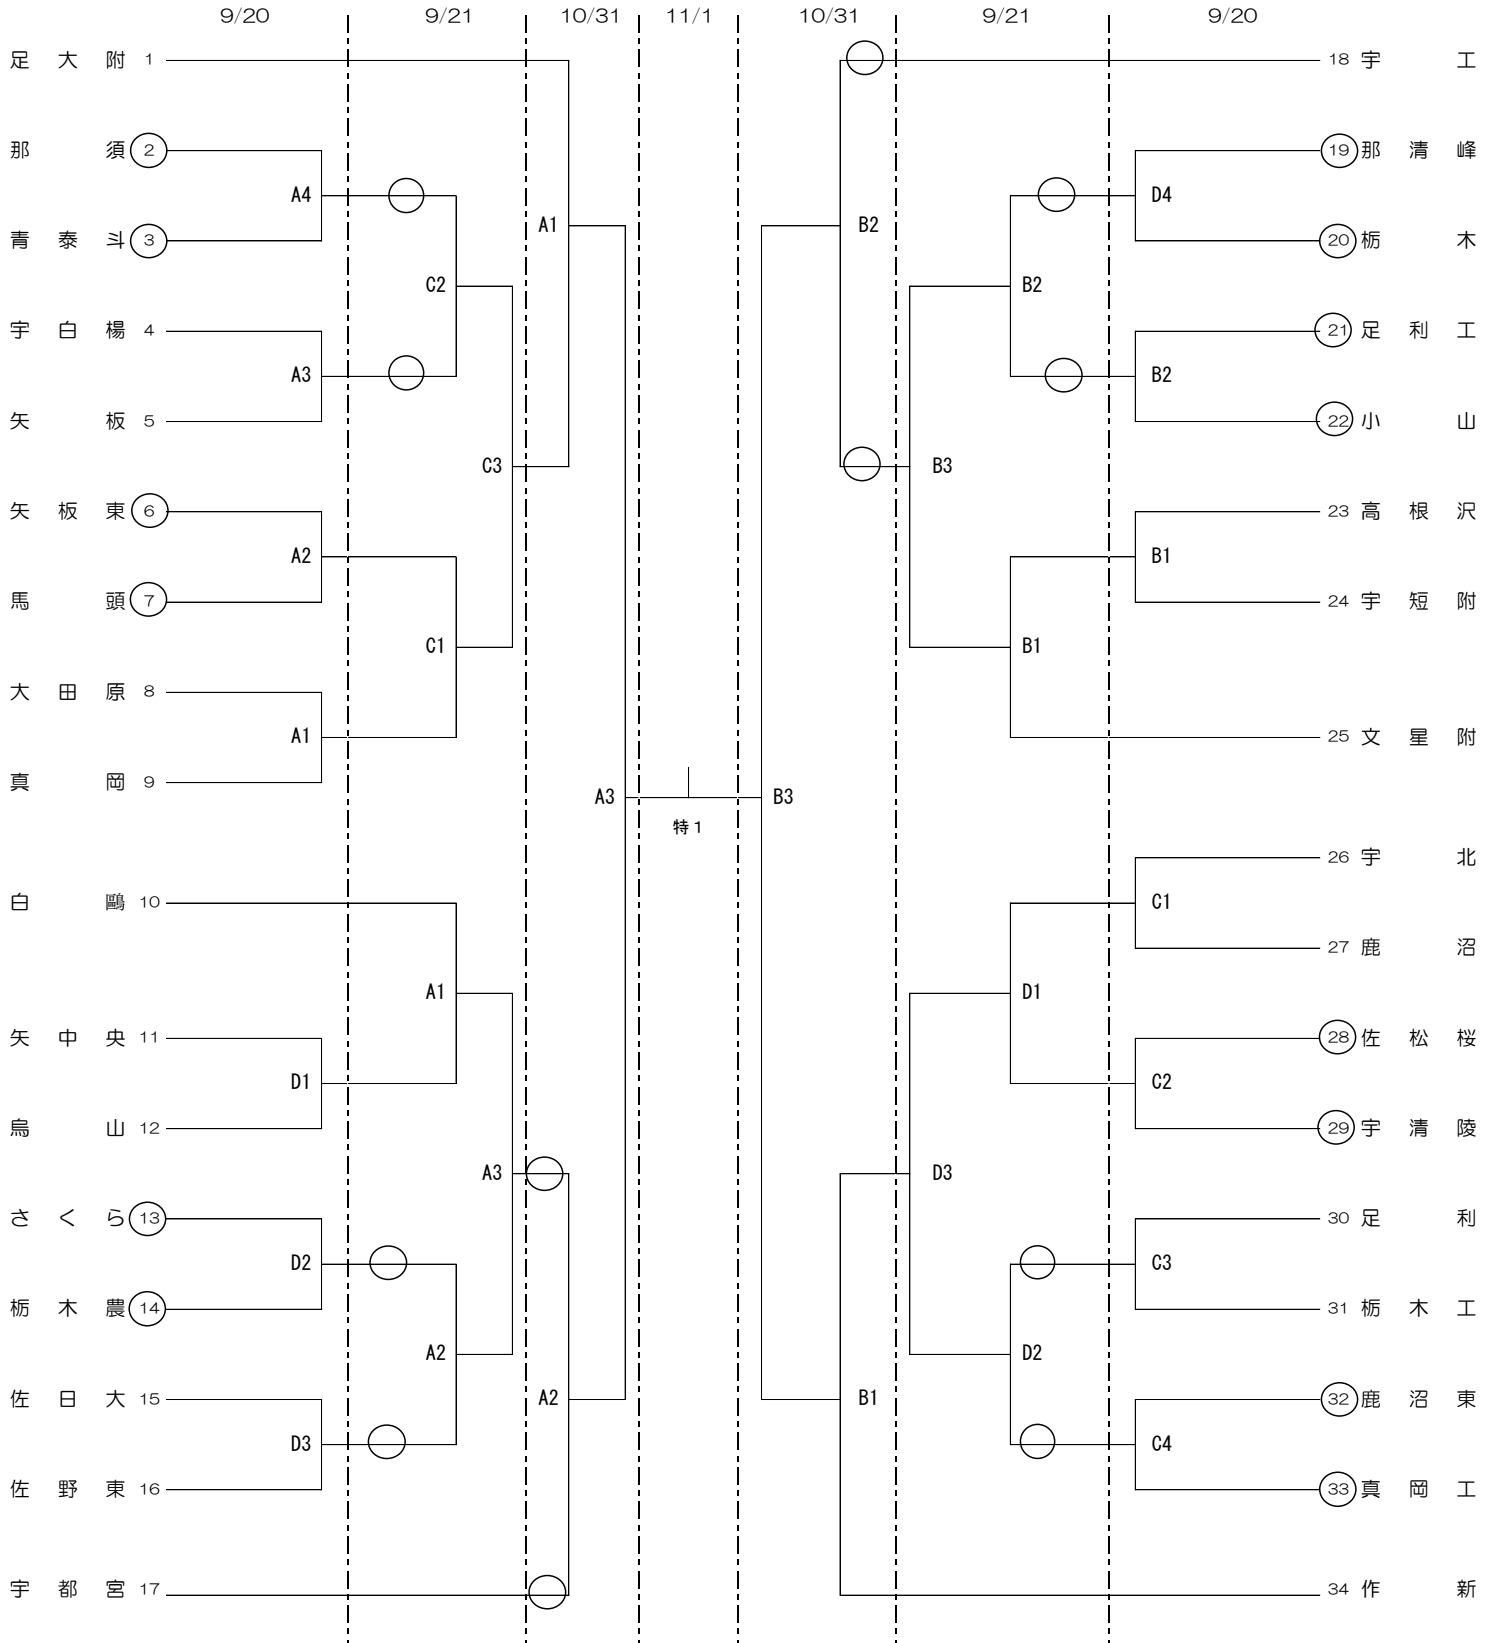 9/20 9/21 10/31 11/1 10/31 9/21 9/20
足大附 1
18 宇工
那須 2
19 那清峰
A4
D4
A1
B2
青泰斗 3
20 栃木
C2
B2
宇白楊 4
21 足利工
A3
B2
矢板 5
22 小山
C3
B3
矢板東 6
23 高根沢
A2
B1
馬頭 7
24 宇短附
C1
B1
大田原 8
A1
25 文星附
真岡 9
A3
B3
特1
26 宇北
白鷗 10
C1
27 鹿沼
A1
D1
矢中央 11
28 佐松桜
D1
C2
烏山 12
29 宇清陵
A3
D3
さくら 13
30 足利
D2
C3
栃木農 14
31 栃木工
A2
D2
佐日大 15
32 鹿沼東
A2
B1
D3
C4
佐野東 16
33 真岡工
宇都宮 17
34 作新